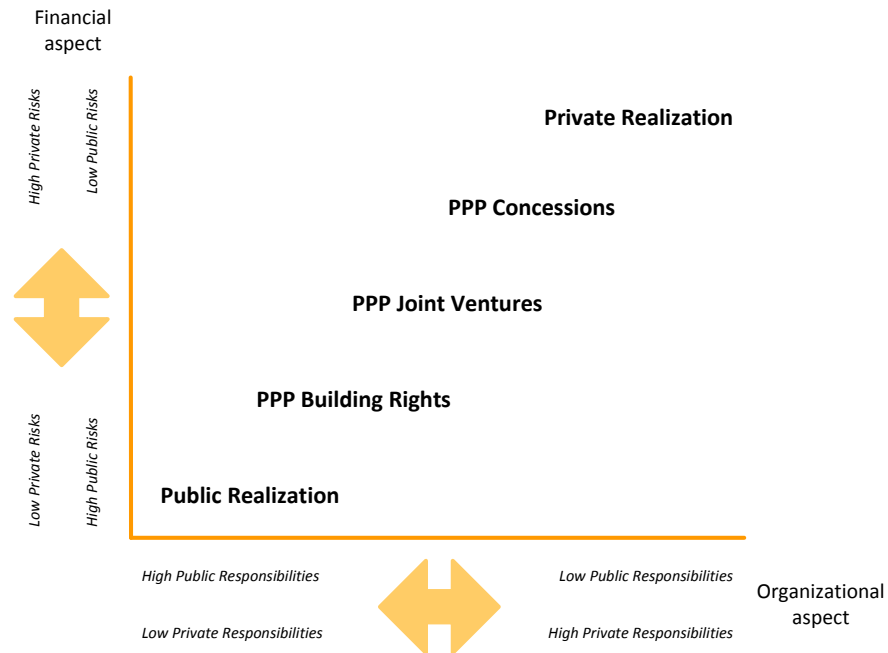 Financial
aspect
High Private Risks
Low Public Risks
Private Realization
PPP Concessions
PPP Joint Ventures
PPP Building Rights
Low Private Risks
High Public Risks
Public Realization
High Public Responsibilities
Low Public Responsibilities
Organizational
aspect
Low Private Responsibilities
High Private Responsibilities